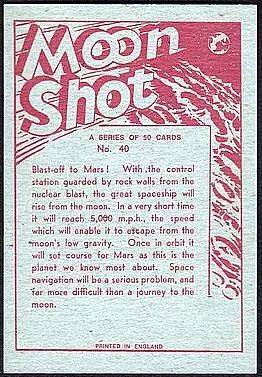 Moon
Shot
A SERIES OF 50 CARDS
No. 40
Blast-off to Mars! With the control
station guarded by rock walls from the
nuclear blast, the great spaceship will
rise from the moon. In a very short time
it will reach 5,000 m.p.h., the speed
which will enable it to escape from the
moon's low gravity. Once in orbit it
will set course for Mars as this is the
planet we know most about. Space
navigation will be a serious problem, and
far more difficult than a journey to the
moon.
PRINTED IN ENGLAND